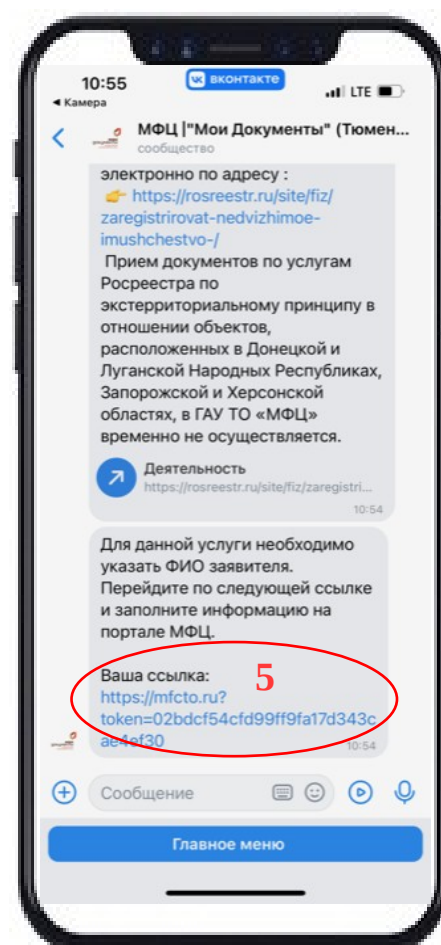 10:55
вконтакте
LTE
◀ Камера
МФЦ |"Мои Документы" (Тюмен...
сообщество
электронно по адресу :
👉 https://rosreestr.ru/site/fiz/
zaregistrirovat-nedvizhimoe-
imushchestvo-/
Прием документов по услугам
Росреестра по
экстерриториальному принципу в
отношении объектов,
расположенных в Донецкой и
Луганской Народных Республиках,
Запорожской и Херсонской
областях, в ГАУ ТО «МФЦ»
временно не осуществляется.
Деятельность
https://rosreestr.ru/site/fiz/zaregistri...
10:54
Для данной услуги необходимо
указать ФИО заявителя.
Перейдите по следующей ссылке
и заполните информацию на
портале МФЦ.
Ваша ссылка:
5
https://mfcto.ru?
token=02bdcf54cfd99ff9fa17d343c
ae4ef30
10:54
Сообщение
Главное меню